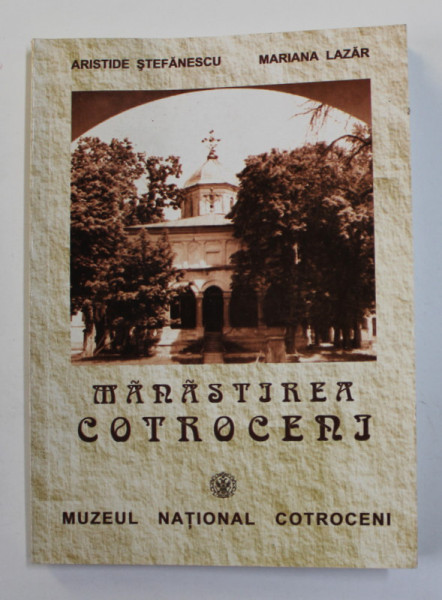 ARISTIDE ŞTEFĂNESCU MARIANA LAZĂR
MĂNĂSTIREA
COTROCENI
MUZEUL NAŢIONAL COTROCENI